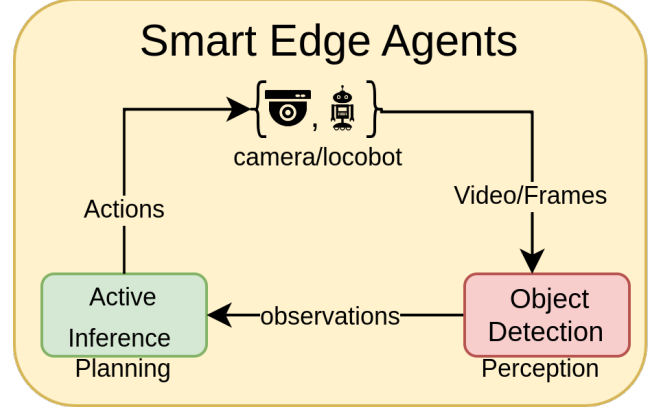 Smart Edge Agents
{ , }
camera/locobot
Actions
Video/Frames
Active
Inference
Planning
observations
Object
Detection
Perception